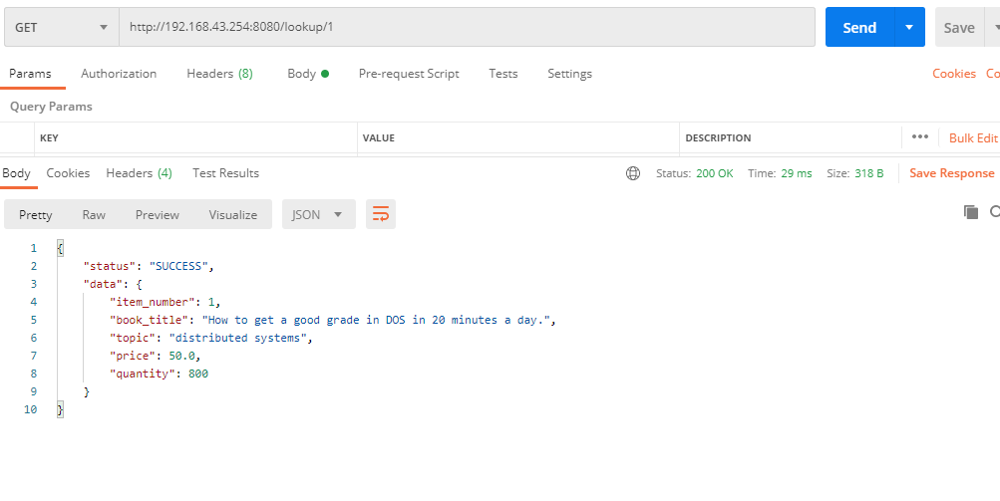 GET http://192.168.43.254:8080/lookup/1 Send Save
Params Authorization Headers (8) Body Pre-request Script Tests Settings Cookies Co
Query Params
KEY VALUE DESCRIPTION ••• Bulk Edit
Body Cookies Headers (4) Test Results Status: 200 OK Time: 29 ms Size: 318 B Save Response
Pretty Raw Preview Visualize JSON
1 {
2 "status": "SUCCESS",
3 "data": {
4 "item_number": 1,
5 "book_title": "How to get a good grade in DOS in 20 minutes a day.",
6 "topic": "distributed systems",
7 "price": 50.0,
8 "quantity": 800
9 }
10 }